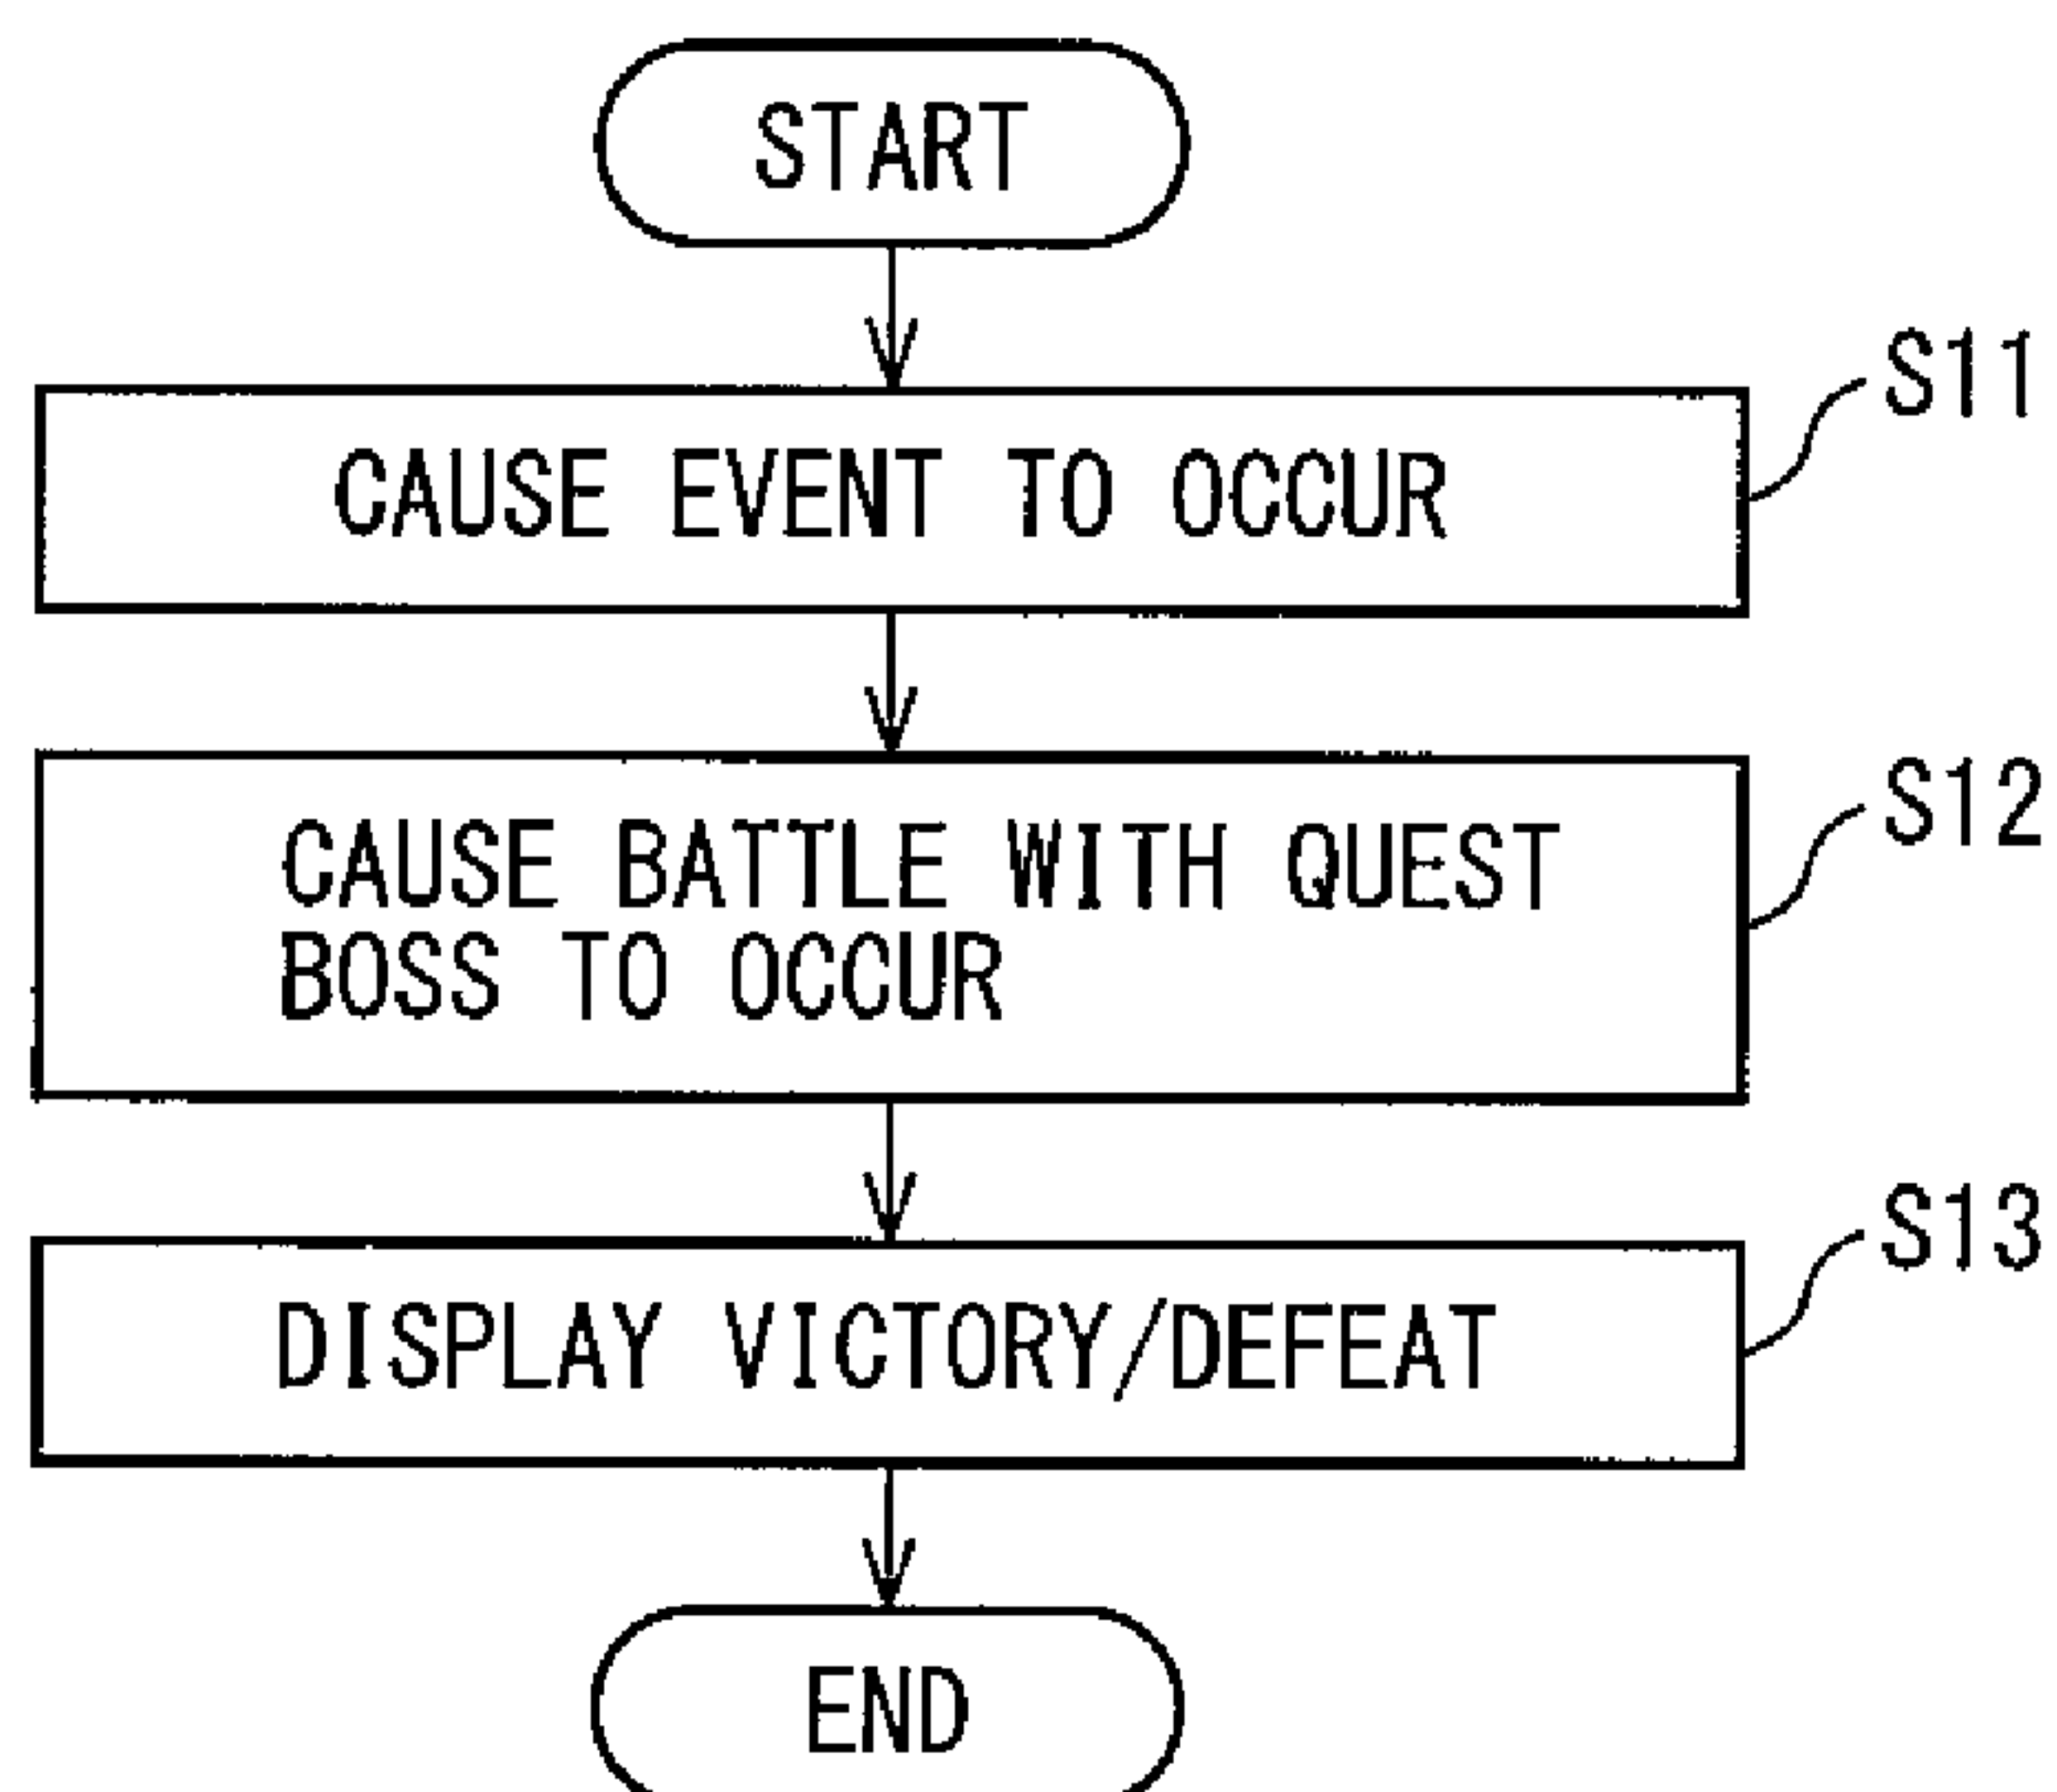 START
S11
CAUSE EVENT TO OCCUR
S12
CAUSE BATTLE WITH QUEST
BOSS TO OCCUR
S13
DISPLAY VICTORY/DEFEAT
END